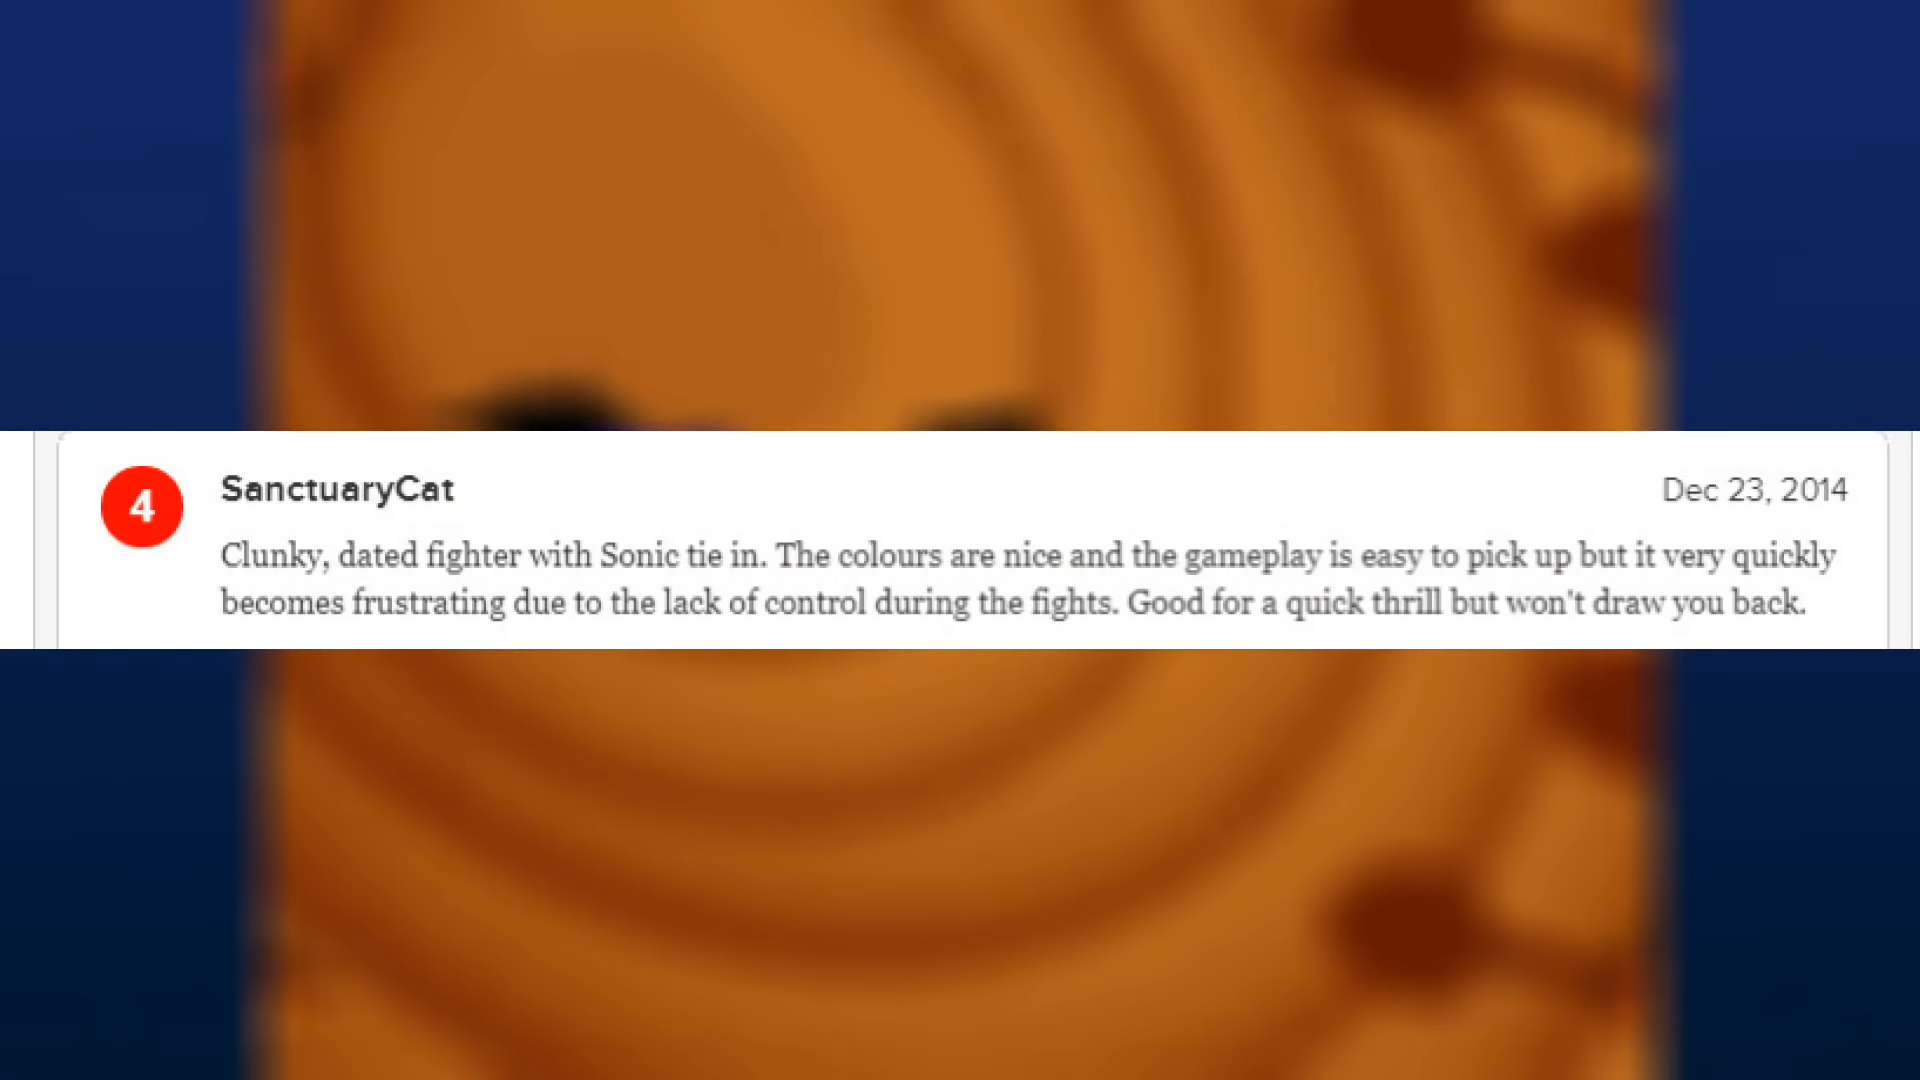 4
SanctuaryCat
Dec 23, 2014
Clunky, dated fighter with Sonic tie in. The colours are nice and the gameplay is easy to pick up but it very quickly
becomes frustrating due to the lack of control during the fights. Good for a quick thrill but won't draw you back.